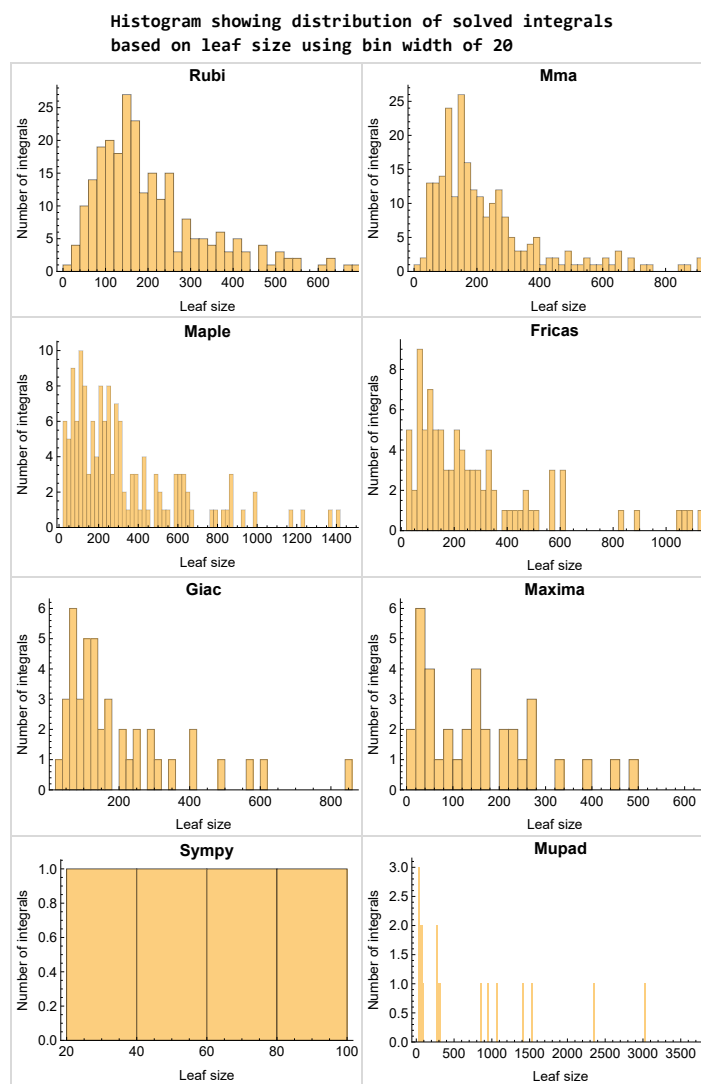 Histogram showing distribution of solved integrals
based on leaf size using bin width of 20
Rubi
Number of integrals
0 5 10 15 20 25
0 100 200 300 400 500 600
Leaf size
Mma
Number of integrals
0 5 10 15 20 25
0 200 400 600 800
Leaf size
Maple
Number of integrals
0 2 4 6 8 10
200 400 600 800 1000 1200 1400
Leaf size
Fricas
Number of integrals
0 2 4 6 8
0 200 400 600 800 1000
Leaf size
Giac
Number of integrals
0 1 2 3 4 5 6
200 400 600 800
Leaf size
Maxima
Number of integrals
0 1 2 3 4 5 6
0 100 200 300 400 500 600
Leaf size
Sympy
Number of integrals
0.0 0.2 0.4 0.6 0.8 1.0
20 40 60 80 100
Leaf size
Mupad
Number of integrals
0.0 0.5 1.0 1.5 2.0 2.5 3.0
0 500 1000 1500 2000 2500 3000 3500
Leaf size